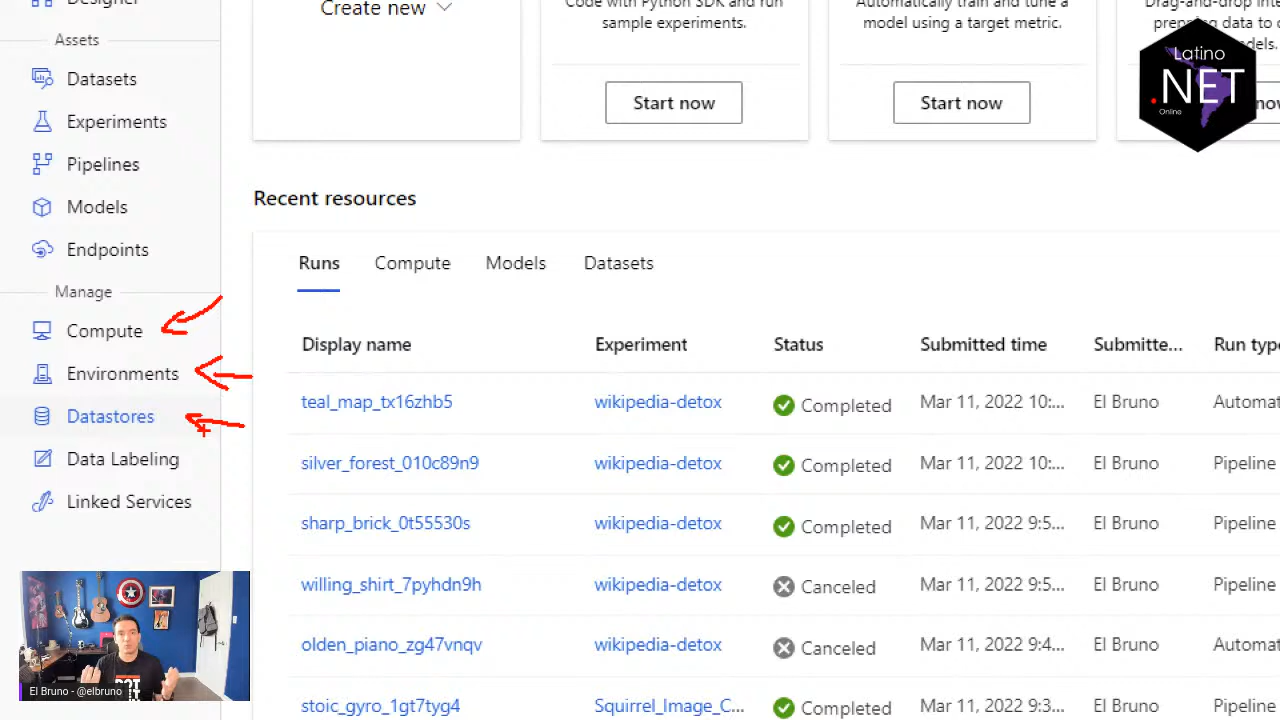 Designer
Assets
Datasets
Experiments
Pipelines
Models
Endpoints
Manage
Compute
Environments
Datastores
Data Labeling
Linked Services
Create new
Code with Python SDK and run
sample experiments.
Start now
Automatically train and tune a
model using a target metric.
Start now
Drag-and-drop
Latino
.NET
Online
Recent resources
Runs Compute Models Datasets
Display name Experiment Status Submitted time Submitte... Run type
teal_map_tx16zhb5 wikipedia-detox Completed Mar 11, 2022 10:... El Bruno Automat
silver_forest_010c89n9 wikipedia-detox Completed Mar 11, 2022 10:... El Bruno Pipeline
sharp_brick_0t55530s wikipedia-detox Completed Mar 11, 2022 9:5... El Bruno Pipeline
willing_shirt_7pyhdn9h wikipedia-detox Canceled Mar 11, 2022 9:5... El Bruno Pipeline
olden_piano_zg47vnqv wikipedia-detox Canceled Mar 11, 2022 9:4... El Bruno Automat
stoic_gyro_1gt7tyg4 Squirrel_Image_C... Completed Mar 11, 2022 9:3... El Bruno Pipeline
El Bruno - @elbruno